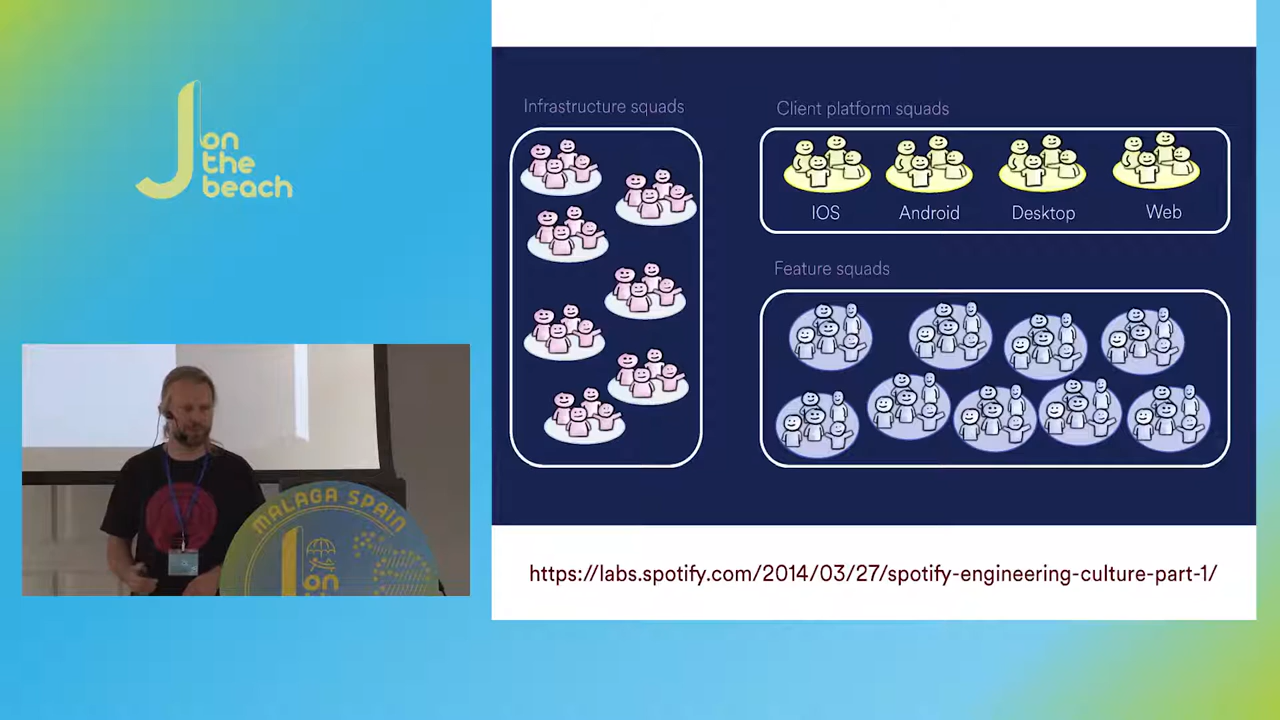 J on
the
beach
Infrastructure squads
Client platform squads
IOS
Android
Desktop
Web
Feature squads
MALAGA SPAIN
J on
https://labs.spotify.com/2014/03/27/spotify-engineering-culture-part-1/